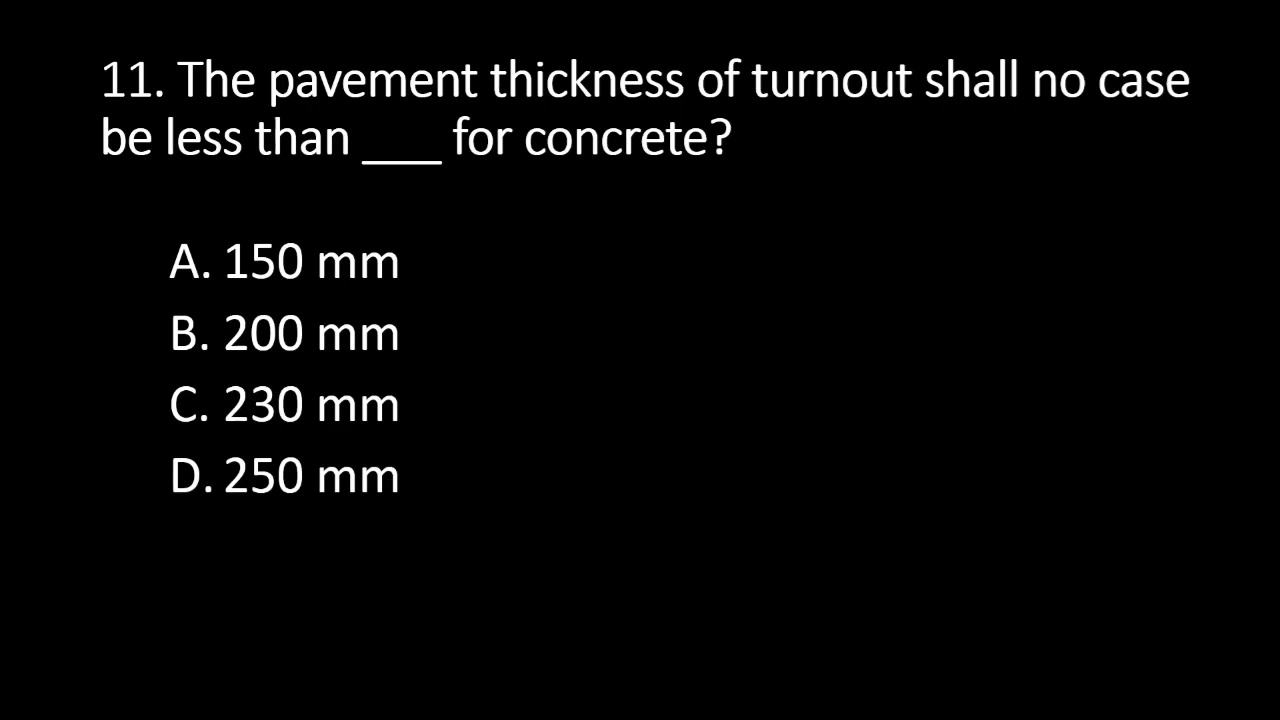 11. The pavement thickness of turnout shall no case
be less than ___ for concrete?
A. 150 mm
B. 200 mm
C. 230 mm
D. 250 mm